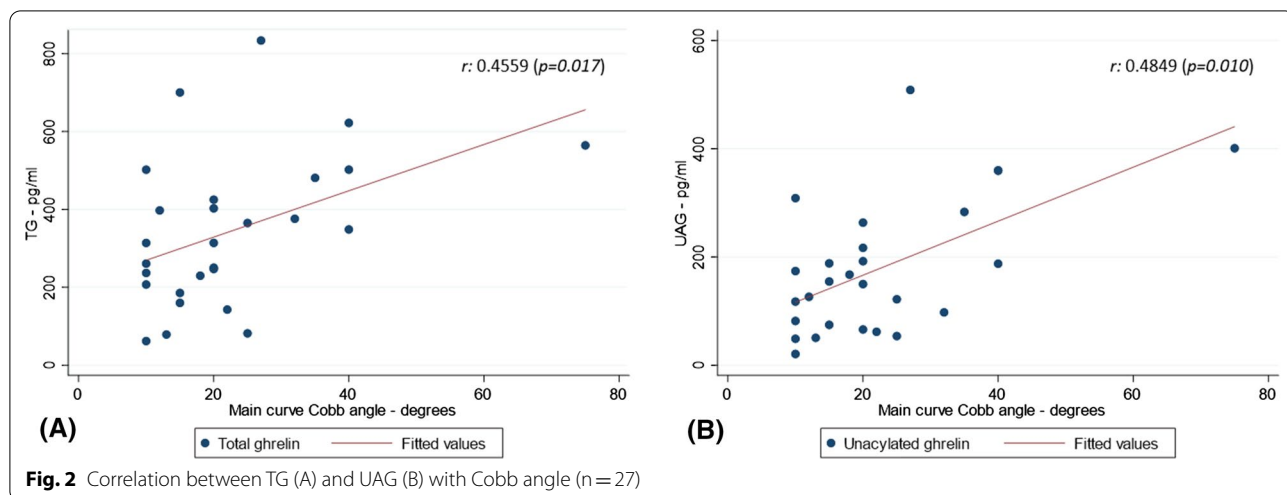 800
600
400
200
0
TG - pg/ml
r: 0.4559 (p=0.017)
0 20 40 60 80
Main curve Cobb angle - degrees
(A)
Total ghrelin Fitted values
600
400
200
0
UAG - pg/ml
r: 0.4849 (p=0.010)
0 20 40 60 80
Main curve Cobb angle - degrees
(B)
Unacylated ghrelin Fitted values
Fig. 2 Correlation between TG (A) and UAG (B) with Cobb angle (n = 27)